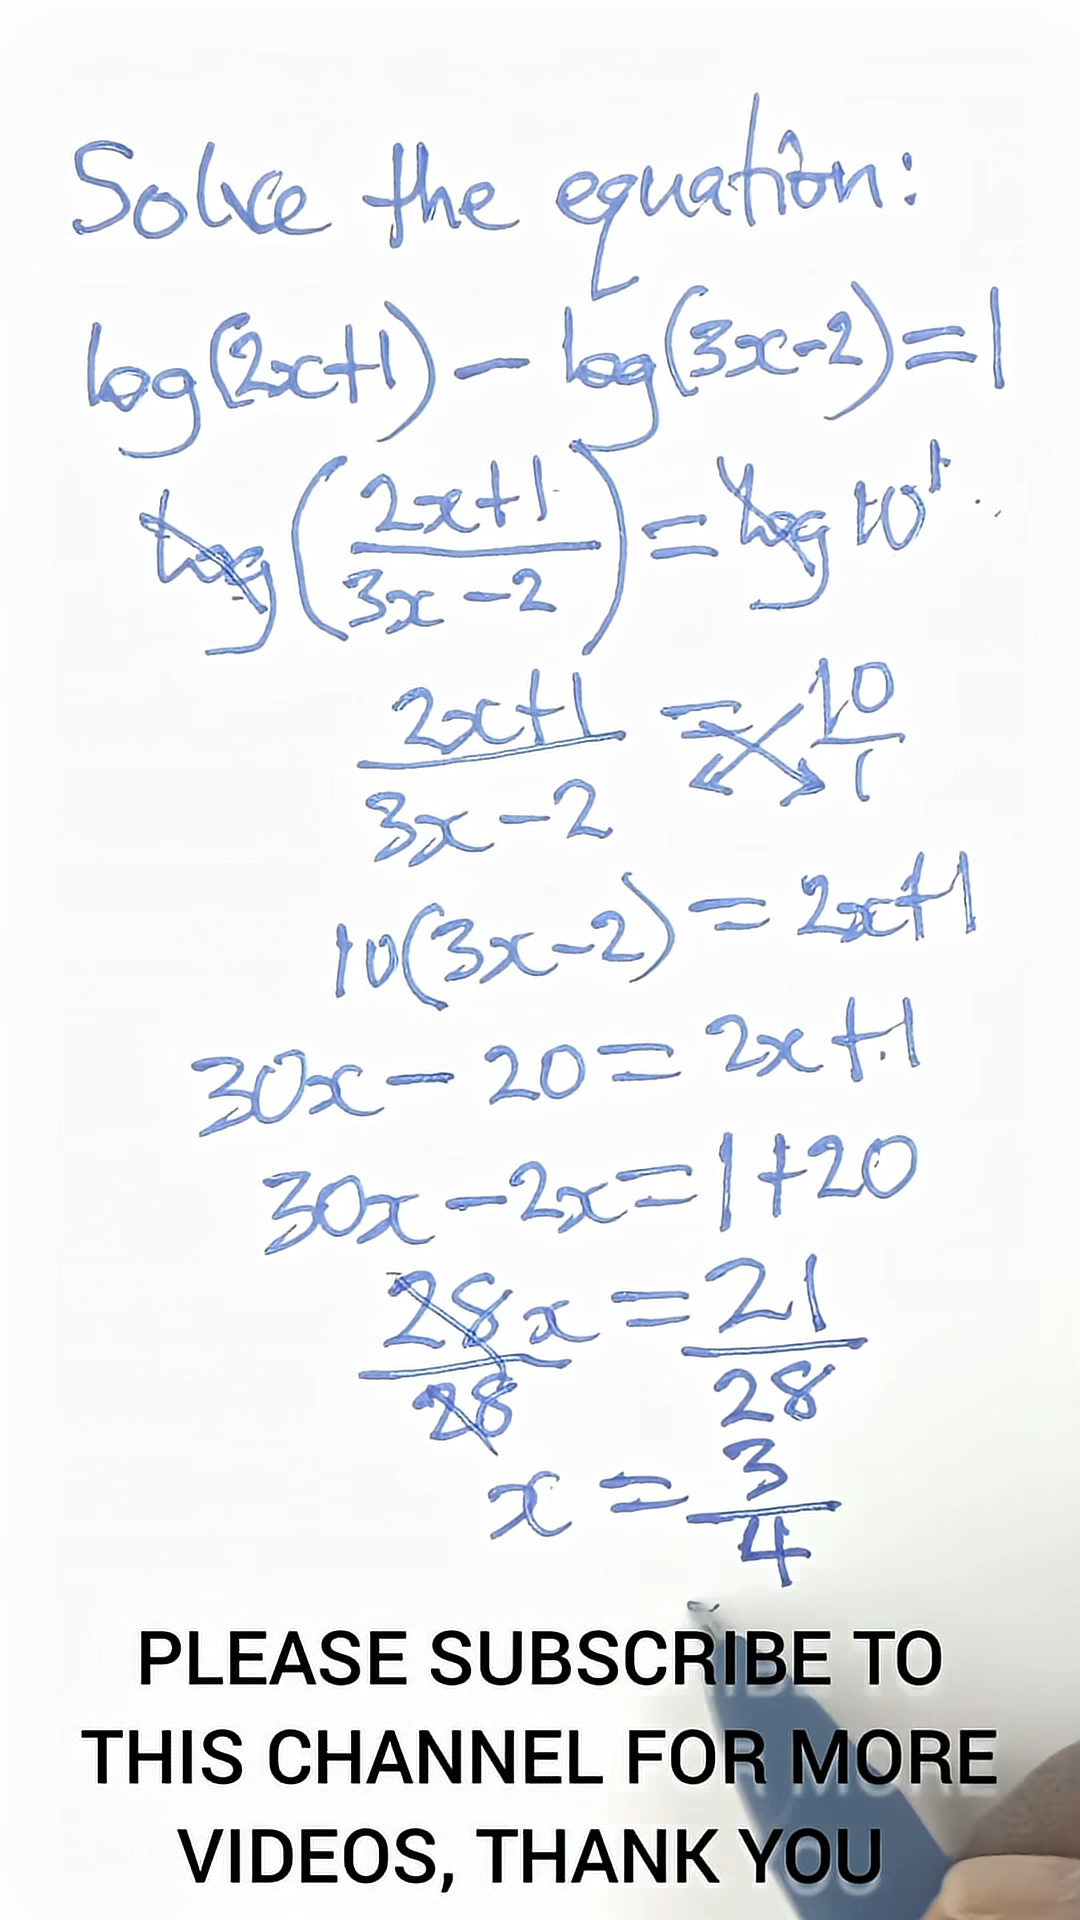 Solve the equation:
log(2x+1) - log(3x-2) = 1
log((2x+1)/(3x-2)) = log 10¹
(2x+1)/(3x-2) = 10/1
10(3x-2) = 2x+1
30x - 20 = 2x + 1
30x - 2x = 1 + 20
28x/28 = 21/28
x = 3/4
PLEASE SUBSCRIBE TO
THIS CHANNEL FOR MORE
VIDEOS, THANK YOU